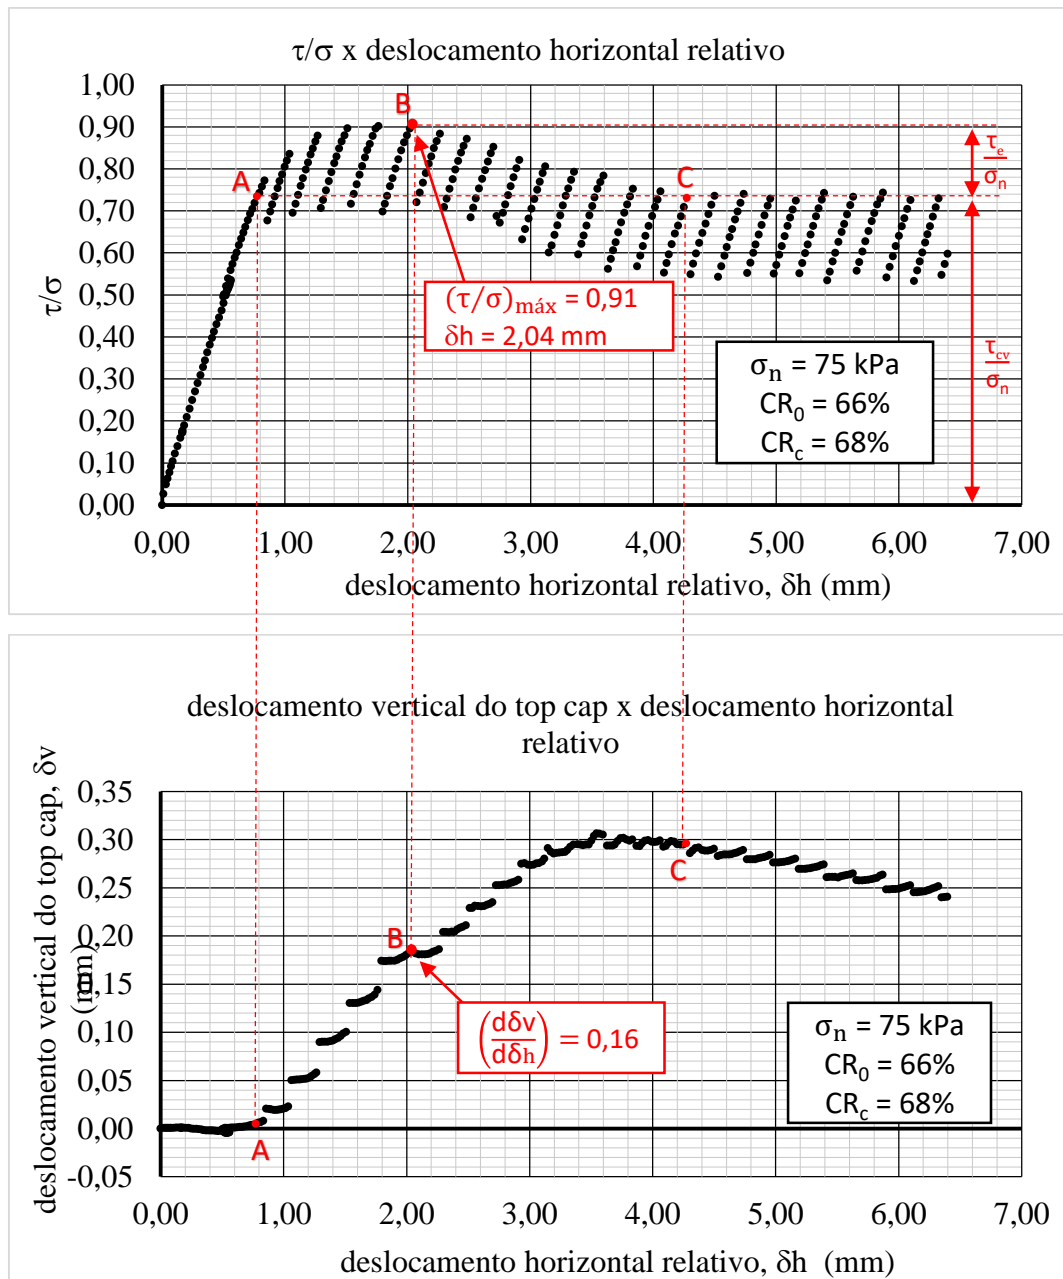 τ/σ x deslocamento horizontal relativo
1,00
0,90
0,80
0,70
0,60
0,50
0,40
0,30
0,20
0,10
0,00
τ/σ
A
B
C
τe/σn
τcv/σn
(τ/σ)máx = 0,91
δh = 2,04 mm
σn = 75 kPa
CR0 = 66%
CRc = 68%
0,00 1,00 2,00 3,00 4,00 5,00 6,00 7,00
deslocamento horizontal relativo, δh (mm)
deslocamento vertical do top cap x deslocamento horizontal
relativo
deslocamento vertical do top cap, δv
(mm)
0,35
0,30
0,25
0,20
0,15
0,10
0,05
0,00
-0,05
A
B
C
(dδv/dδh) = 0,16
σn = 75 kPa
CR0 = 66%
CRc = 68%
0,00 1,00 2,00 3,00 4,00 5,00 6,00 7,00
deslocamento horizontal relativo, δh (mm)